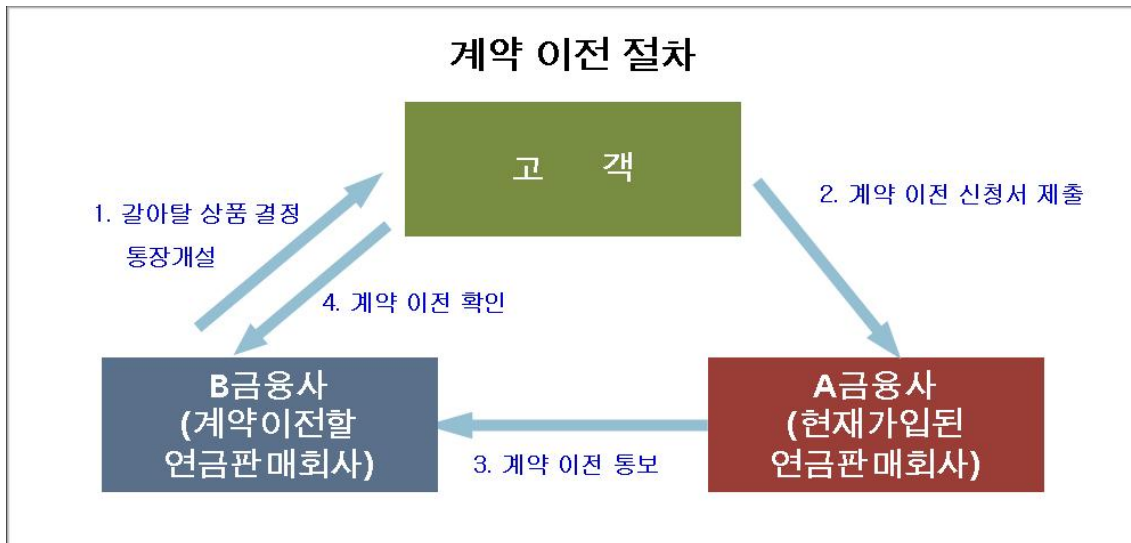 계약 이전 절차
고 객
1. 갈아탈 상품 결정
통장개설
2. 계약 이전 신청서 제출
4. 계약 이전 확인
B금융사
(계약이전할
연금판매회사)
A금융사
(현재가입된
연금판매회사)
3. 계약 이전 통보